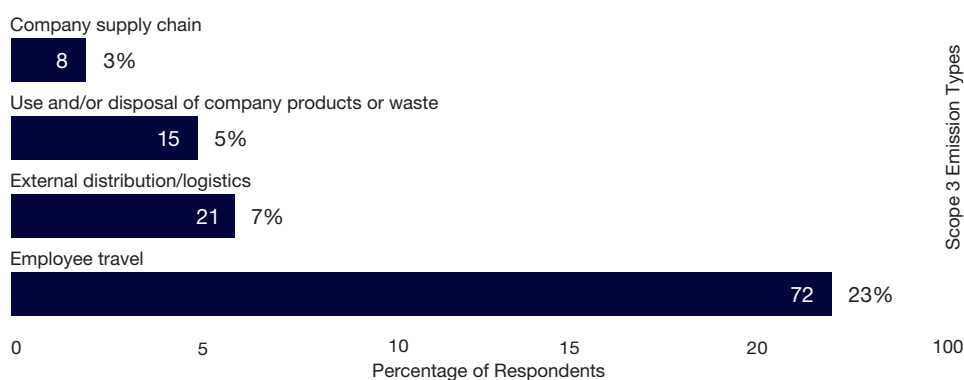 Company supply chain
8 3%
Use and/or disposal of company products or waste
15 5%
External distribution/logistics
21 7%
Employee travel
72 23%
0 5 10 15 20 100
Percentage of Respondents
Scope 3 Emission Types